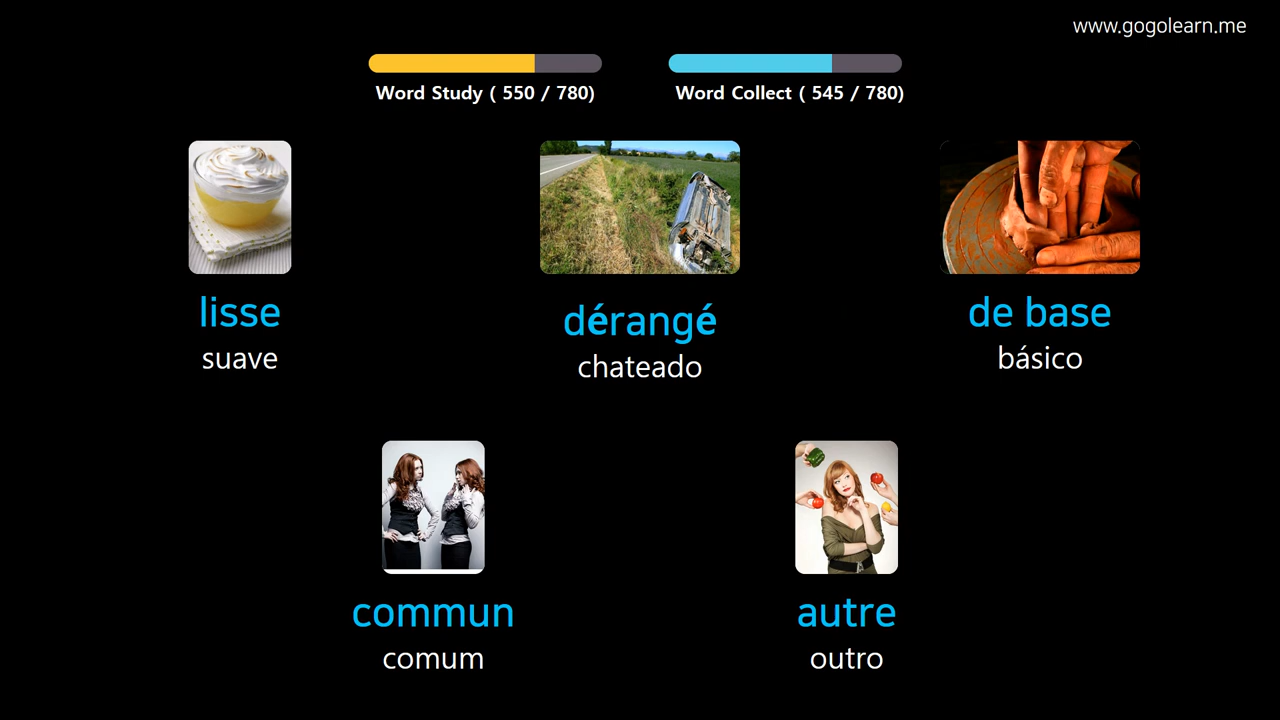 www.gogolearn.me
Word Study ( 550 / 780)
Word Collect ( 545 / 780)
lisse
suave
dérangé
chateado
de base
básico
commun
comum
autre
outro